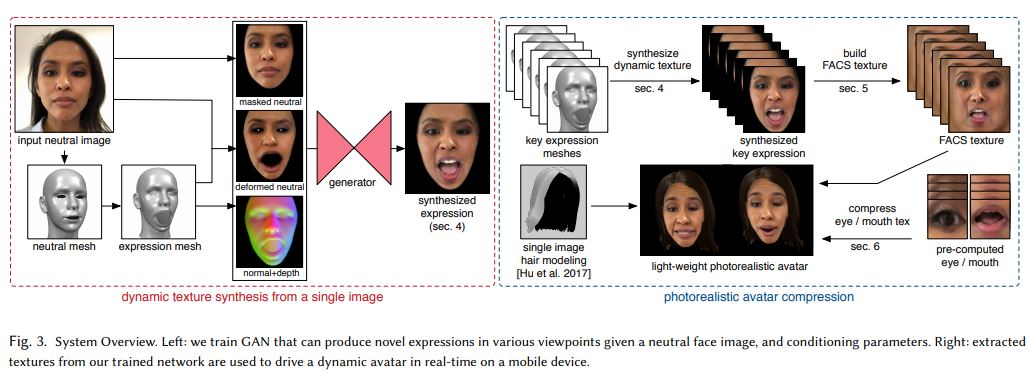 masked neutral
input neutral image
deformed neutral
neutral mesh
expression mesh
normal+depth
generator
synthesized
expression
(sec. 4)
dynamic texture synthesis from a single image
synthesize
dynamic texture
sec. 4
build
FACS texture
sec. 5
key expression
meshes
synthesized
key expression
FACS texture
single image
hair modeling
[Hu et al. 2017]
light-weight photorealistic avatar
compress
eye / mouth tex
sec. 6
pre-computed
eye / mouth
photorealistic avatar compression
Fig. 3. System Overview. Left: we train GAN that can produce novel expressions in various viewpoints given a neutral face image, and conditioning parameters. Right: extracted
textures from our trained network are used to drive a dynamic avatar in real-time on a mobile device.